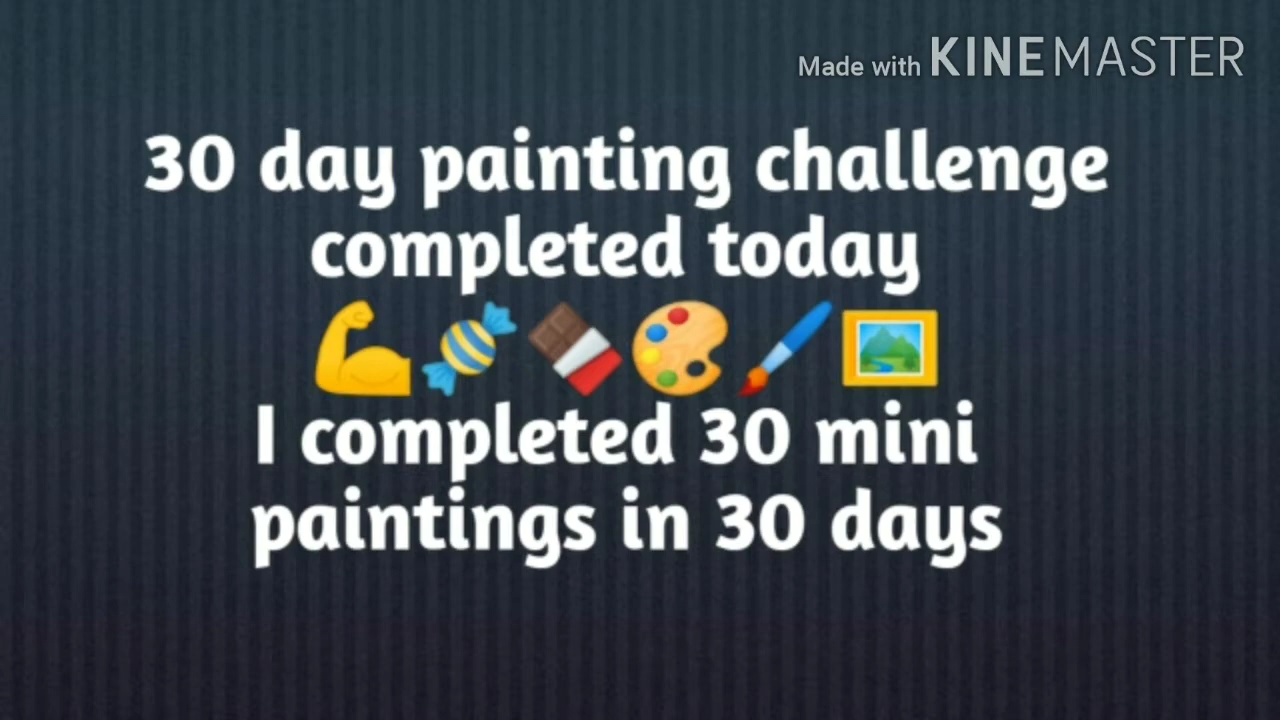 Made with KINEMASTER
30 day painting challenge
completed today
💪🍬🍫🎨🖌️🖼️
I completed 30 mini
paintings in 30 days